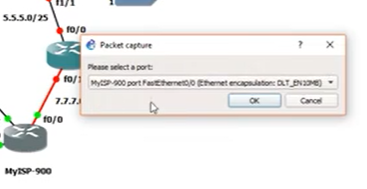 f1/1
1
5.5.5.0/25
f0/0
Packet capture
Please select a port:
MyISP-900 port FastEthernet0/0 (Ethernet encapsulation: DLT_EN10MB)
f0/
7.7.7.
OK
Cancel
f0/0
MyISP-900